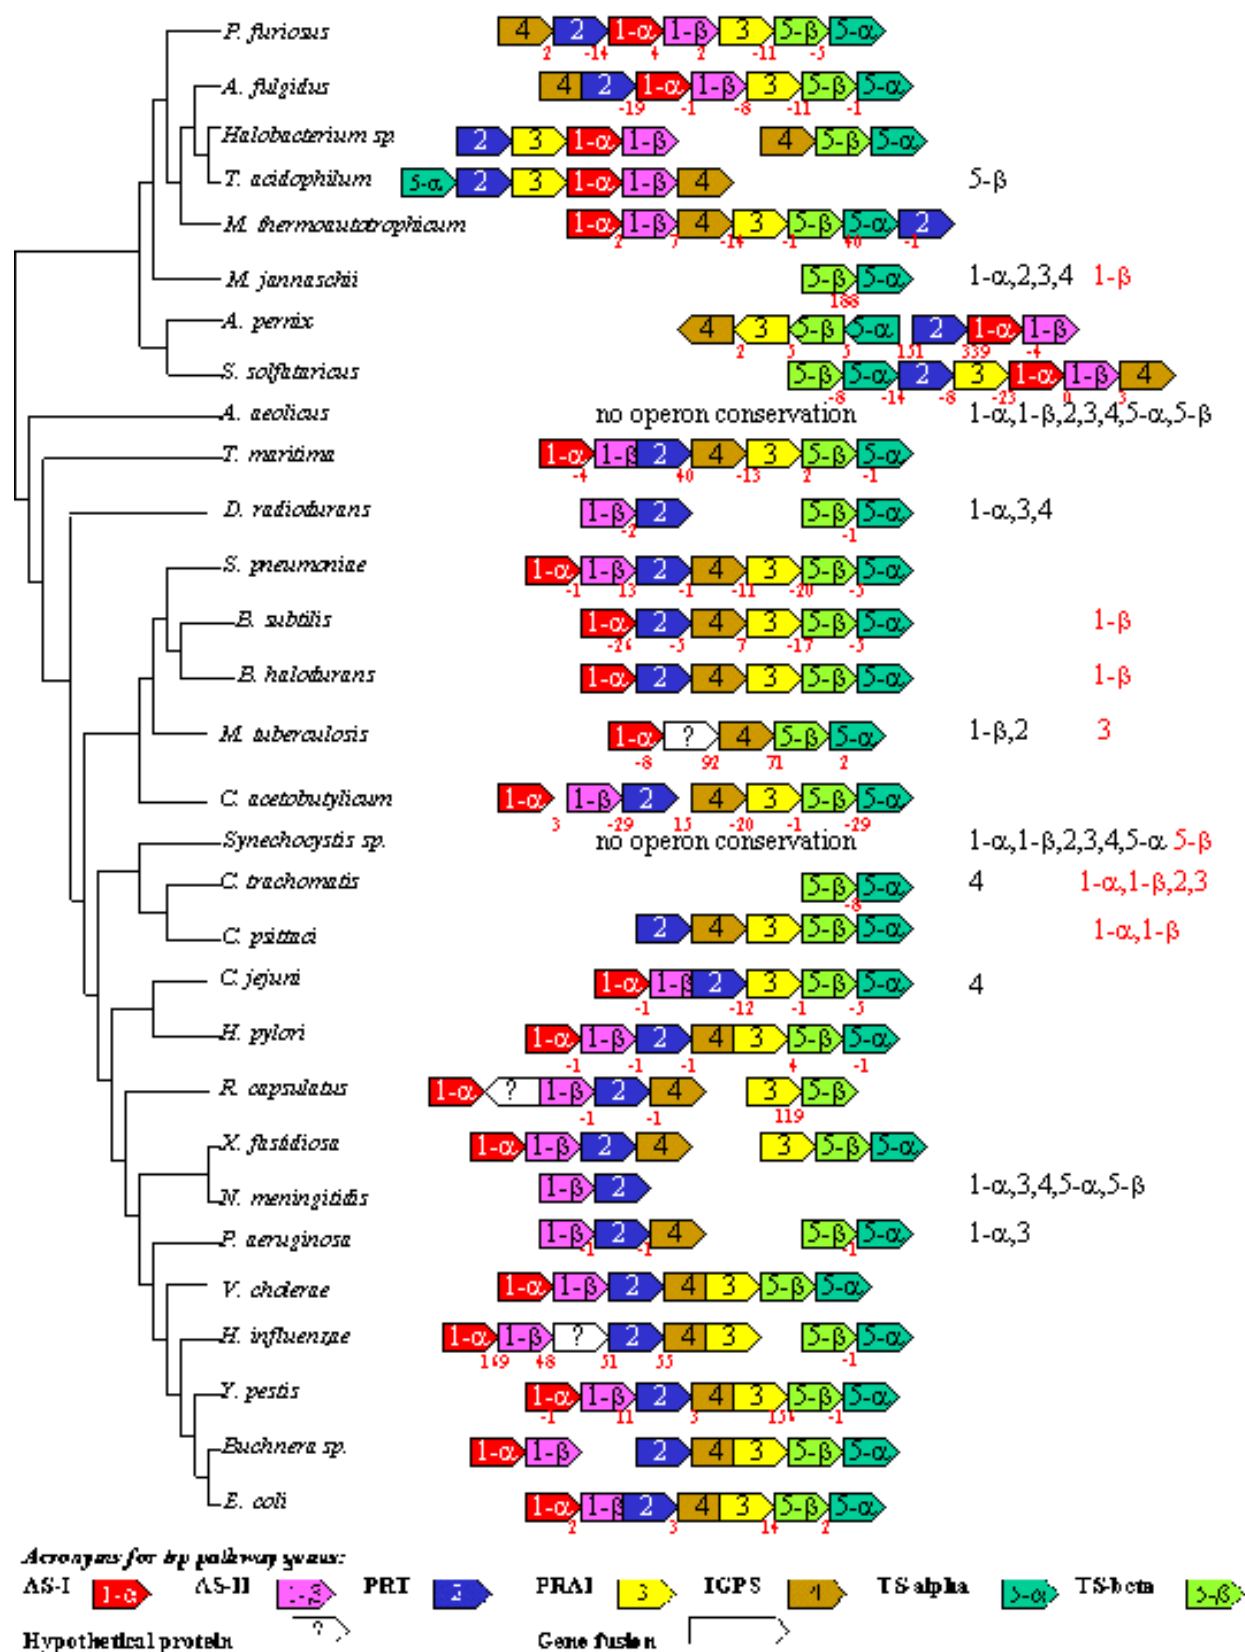 P. furiosus 4 2 1-α 1-β 3 5-β 5-α
2 -14 4 2 -11 -5
A. fulgidus 4 2 1-α 1-β 3 5-β 5-α
-19 -1 -8 -11 -1
Halobacterium sp. 2 3 1-α 1-β 4 5-β 5-α
T. acidophilum 5-α 2 3 1-α 1-β 4 5-β
M. thermoautotrophicum 1-α 1-β 4 3 5-β 5-α 2
2 7 -14 -1 40 -1
M. jannaschii 5-β 5-α 1-α,2,3,4 1-β
188
A. pernix 4 3 5-β 5-α 2 1-α 1-β
2 5 5 151 339 -4
S. solfataricus 5-β 5-α 2 3 1-α 1-β 4
-8 -14 -8 -23 0 3
A. aeolicus no operon conservation 1-α,1-β,2,3,4,5-α,5-β
T. maritima 1-α 1-β 2 4 3 5-β 5-α
-4 40 -13 2 -1
D. radiodurans 1-β 2 5-β 5-α 1-α,3,4
-2 -1
S. pneumoniae 1-α 1-β 2 4 3 5-β 5-α
-1 13 -1 -11 -20 -5
B. subtilis 1-α 2 4 3 5-β 5-α 1-β
-26 -5 7 -17 -5
B. halodurans 1-α 2 4 3 5-β 5-α 1-β
M. tuberculosis 1-α ? 4 5-β 5-α 1-β,2 3
-8 92 71 2
C. acetobutylicum 1-α 1-β 2 4 3 5-β 5-α
3 -29 15 -20 -1 -29
Synechocystis sp. no operon conservation 1-α,1-β,2,3,4,5-α 5-β
C. trachomatis 5-β 5-α 4 1-α,1-β,2,3
-8
C. psittaci 2 4 3 5-β 5-α 1-α,1-β
C. jejuni 1-α 1-β 2 3 5-β 5-α 4
-1 -12 -1 -5
H. pylori 1-α 1-β 2 4 3 5-β 5-α
-1 -1 -1 4 -1
R. capsulatus 1-α ? 1-β 2 4 3 5-β
-1 -1 119
X. fastidiosa 1-α 1-β 2 4 3 5-β 5-α
N. meningitidis 1-β 2 1-α,3,4,5-α,5-β
P. aeruginosa 1-β 2 4 5-β 5-α 1-α,3
-1 -1 -1
V. cholerae 1-α 1-β 2 4 3 5-β 5-α
H. influenzae 1-α 1-β ? 2 4 3 5-β 5-α
169 48 51 55 -1
Y. pestis 1-α 1-β 2 4 3 5-β 5-α
-1 11 3 -1
Buchnera sp. 1-α 1-β 2 4 3 5-β 5-α
E. coli 1-α 1-β 2 4 3 5-β 5-α
2 3 14 2
Acronyms for trp pathway genes:
AS-I 1-α AS-II 1-β PRT 2 PRAI 3 IGPS 4 TS-alpha 5-α TS-beta 5-β
Hypothetical protein ? Gene fusion